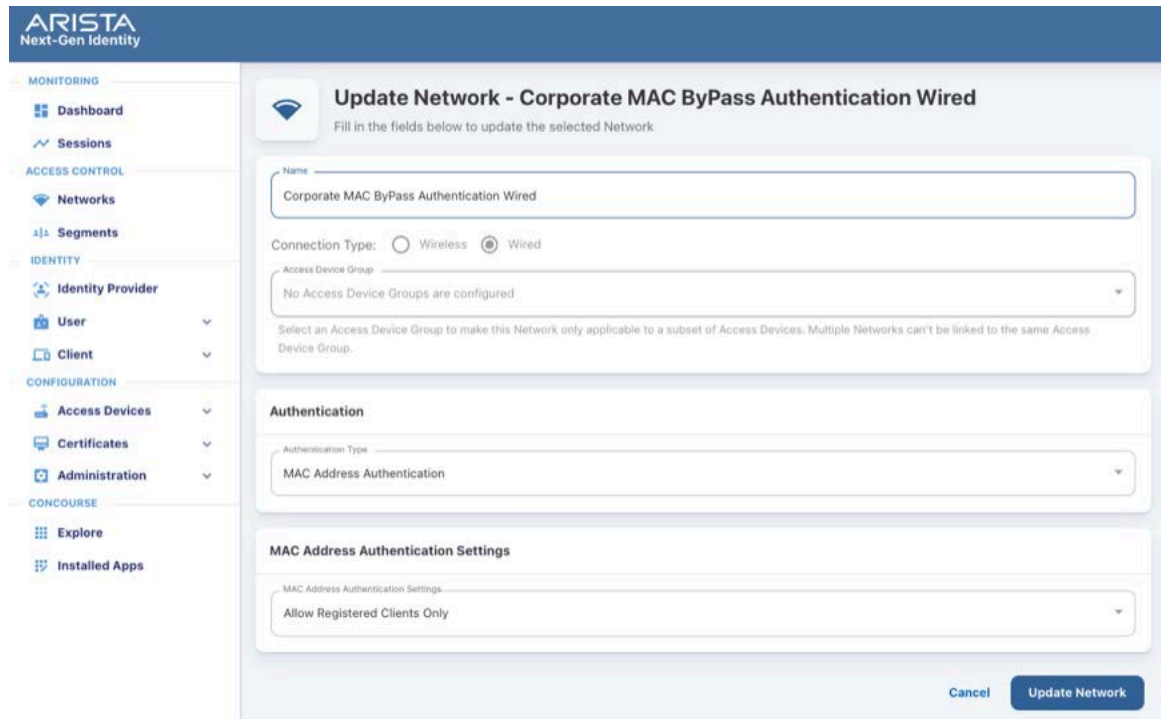 ARISTA
Next-Gen Identity
MONITORING
Dashboard
Sessions
ACCESS CONTROL
Networks
Segments
IDENTITY
Identity Provider
User
Client
CONFIGURATION
Access Devices
Certificates
Administration
CONCOURSE
Explore
Installed Apps
Update Network - Corporate MAC ByPass Authentication Wired
Fill in the fields below to update the selected Network
Name
Corporate MAC ByPass Authentication Wired
Connection Type: Wireless Wired
Access Device Group
No Access Device Groups are configured
Select an Access Device Group to make this Network only applicable to a subset of Access Devices. Multiple Networks can't be linked to the same Access
Device Group.
Authentication
Authentication Type
MAC Address Authentication
MAC Address Authentication Settings
MAC Address Authentication Settings
Allow Registered Clients Only
Cancel
Update Network